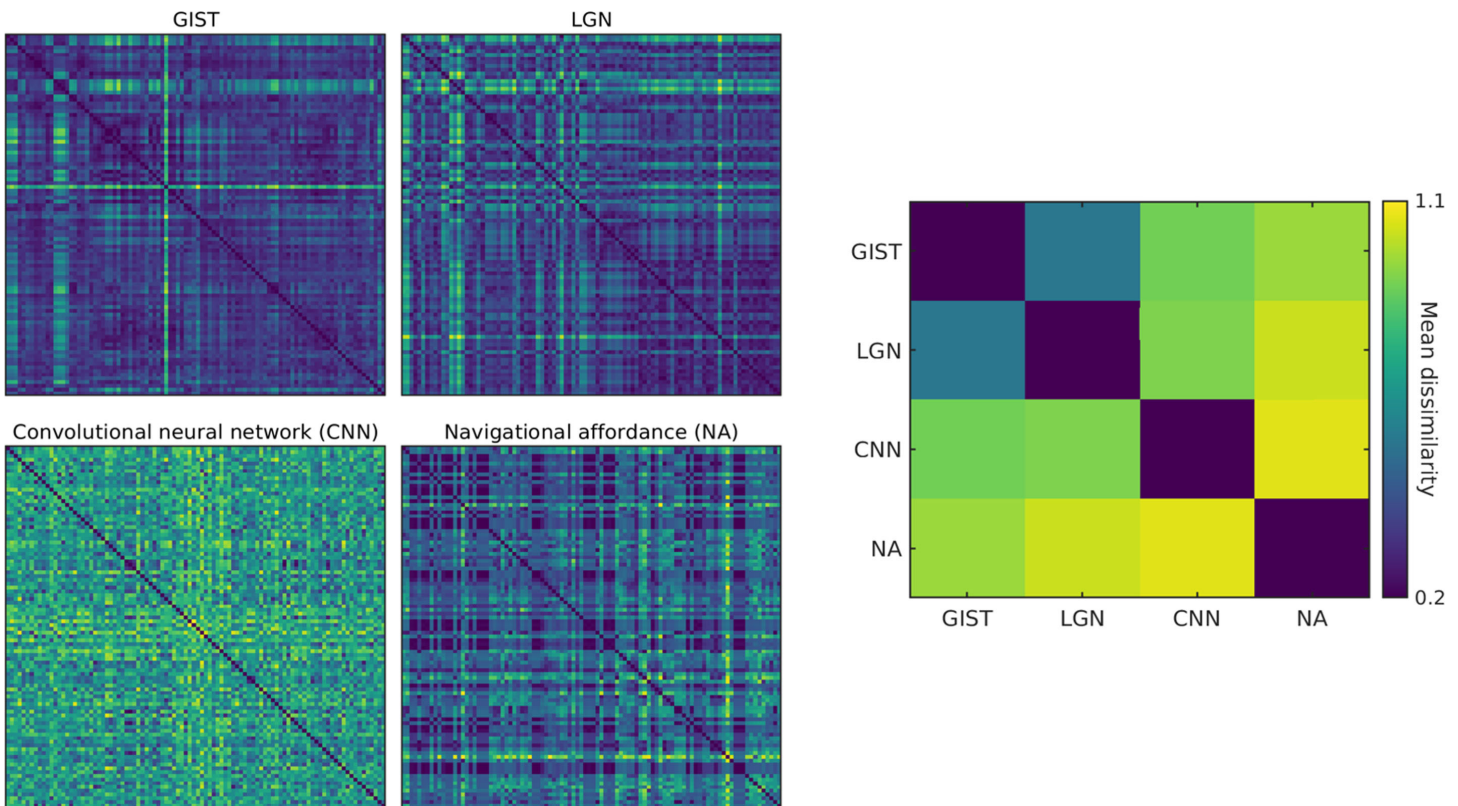 GIST
LGN
Convolutional neural network (CNN)
Navigational affordance (NA)
GIST
LGN
CNN
NA
GIST
LGN
CNN
NA
1.1
Mean dissimilarity
0.2